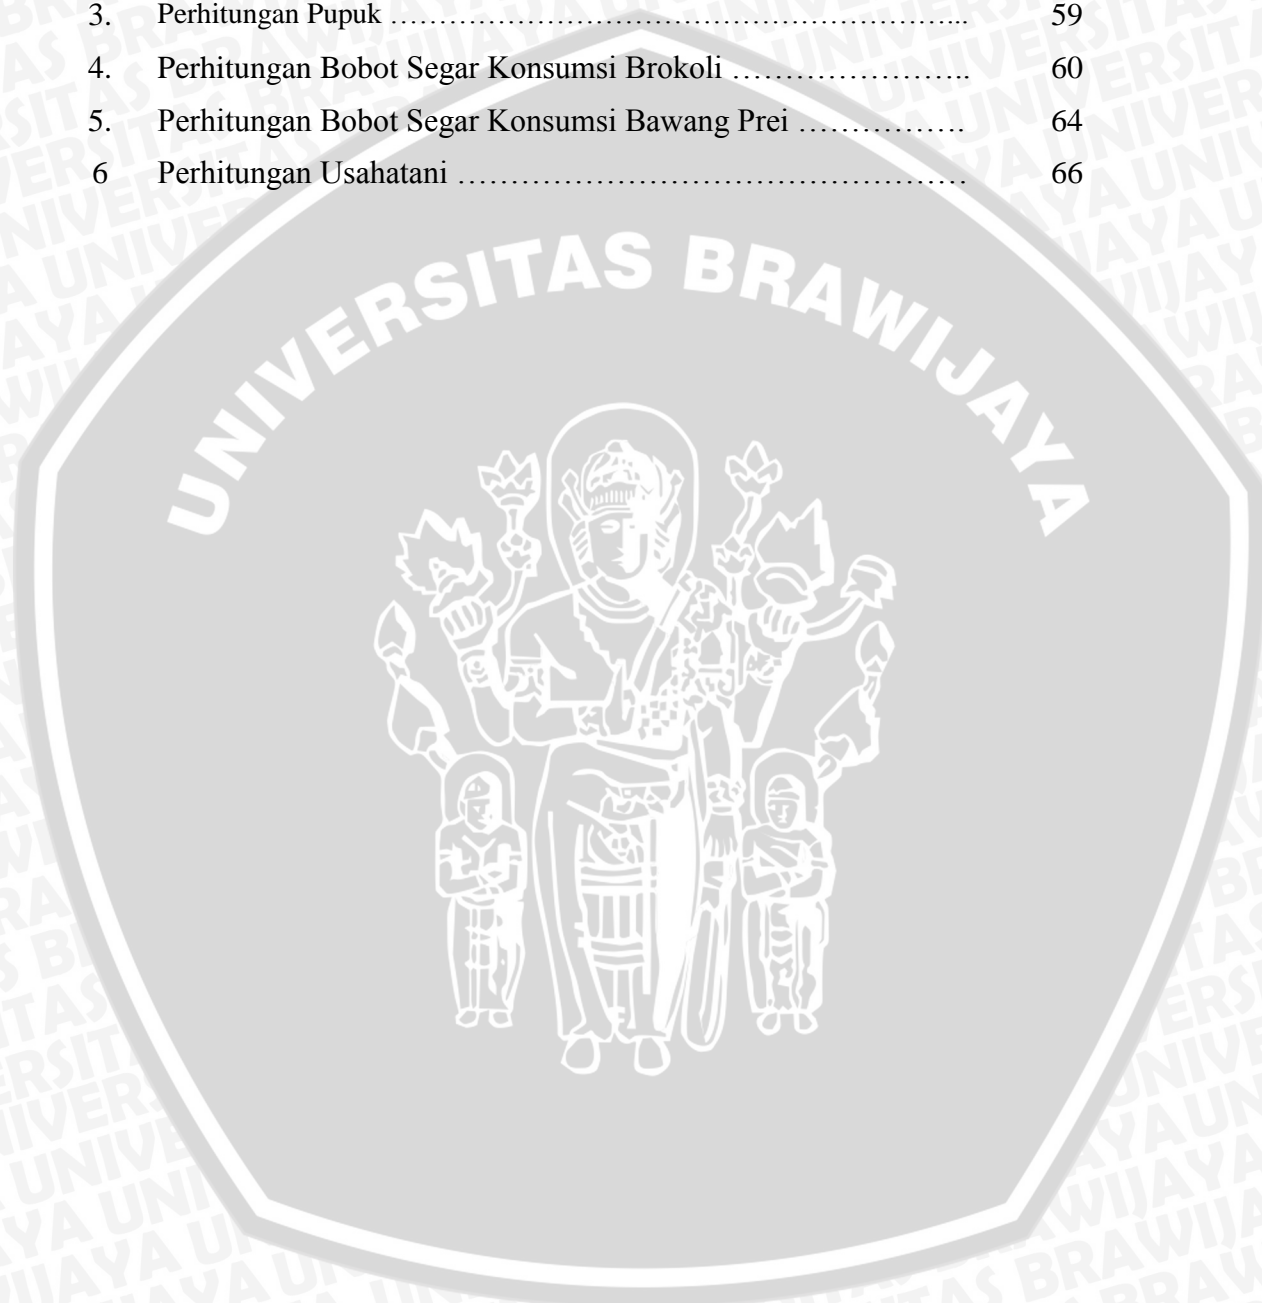 3. Perhitungan Pupuk ………………………………………………... 59
4. Perhitungan Bobot Segar Konsumsi Brokoli ………………….. 60
5. Perhitungan Bobot Segar Konsumsi Bawang Prei ……………. 64
6 Perhitungan Usahatani ………………………………………… 66
UNIVERSITAS BRAWIJAYA